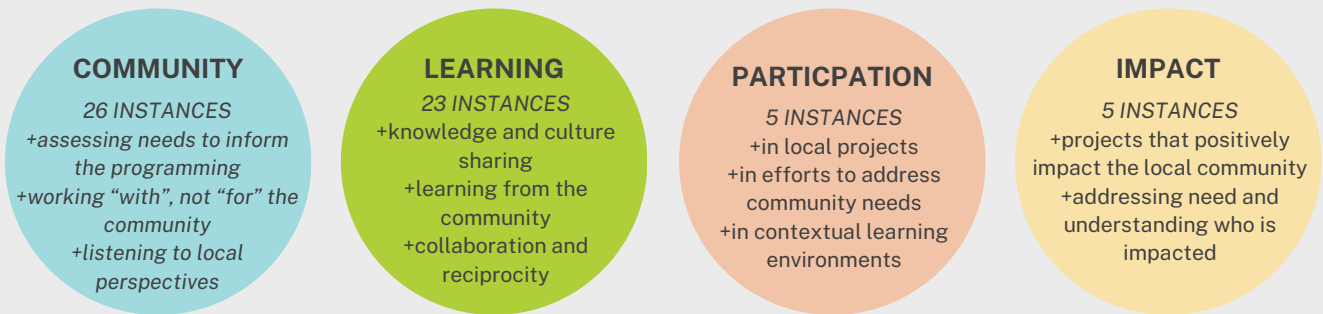 COMMUNITY
26 INSTANCES
+assessing needs to inform
the programming
+working “with”, not “for” the
community
+listening to local
perspectives
LEARNING
23 INSTANCES
+knowledge and culture
sharing
+learning from the
community
+collaboration and
reciprocity
PARTICPATION
5 INSTANCES
+in local projects
+in efforts to address
community needs
+in contextual learning
environments
IMPACT
5 INSTANCES
+projects that positively
impact the local community
+addressing need and
understanding who is
impacted